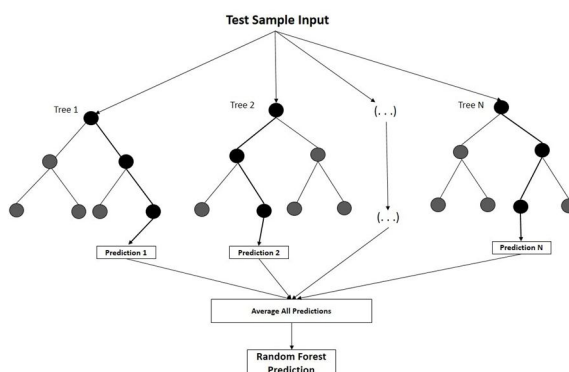 Test Sample Input
Tree 1
Tree 2
(. . .)
Tree N
(. . .)
Prediction 1
Prediction 2
Prediction N
Average All Predictions
Random Forest
Prediction